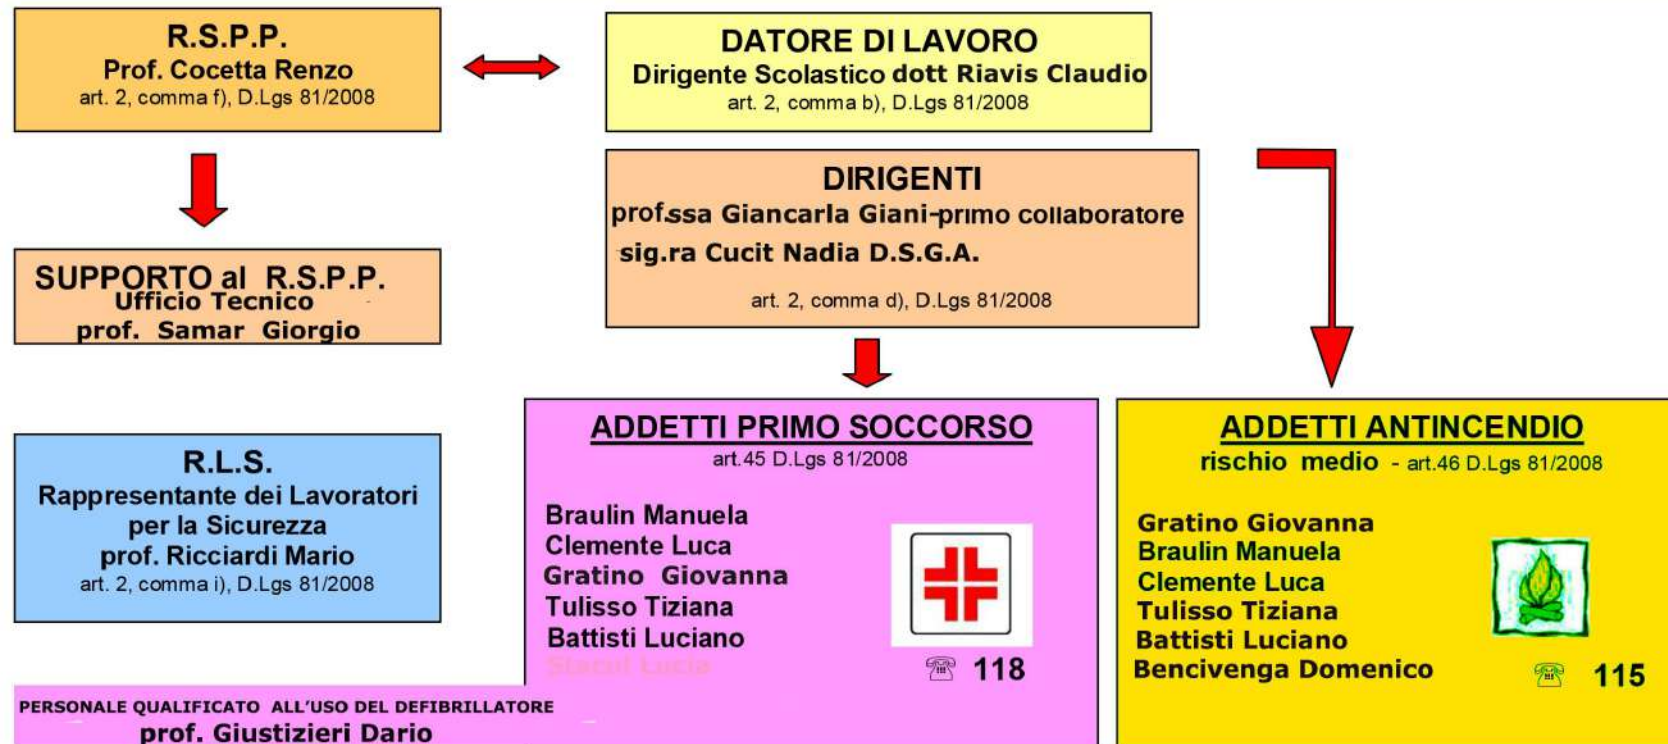 R.S.P.P.
Prof. Cocetta Renzo
art. 2, comma f), D.Lgs 81/2008
DATORE DI LAVORO
Dirigente Scolastico dott Riavis Claudio
art. 2, comma b), D.Lgs 81/2008
DIRIGENTI
prof.ssa Giancarla Giani-primo collaboratore
sig.ra Cucit Nadia D.S.G.A.
art. 2, comma d), D.Lgs 81/2008
SUPPORTO al R.S.P.P.
Ufficio Tecnico
prof. Samar Giorgio
R.L.S.
Rappresentante dei Lavoratori
per la Sicurezza
prof. Ricciardi Mario
art. 2, comma i), D.Lgs 81/2008
ADDETTI PRIMO SOCCORSO
art.45 D.Lgs 81/2008
Braulin Manuela
Clemente Luca
Gratino Giovanna
Tulisso Tiziana
Battisti Luciano
Stacul Lucia
☏ 118
ADDETTI ANTINCENDIO
rischio medio - art.46 D.Lgs 81/2008
Gratino Giovanna
Braulin Manuela
Clemente Luca
Tulisso Tiziana
Battisti Luciano
Bencivenga Domenico
☏ 115
PERSONALE QUALIFICATO ALL'USO DEL DEFIBRILLATORE
prof. Giustizieri Dario